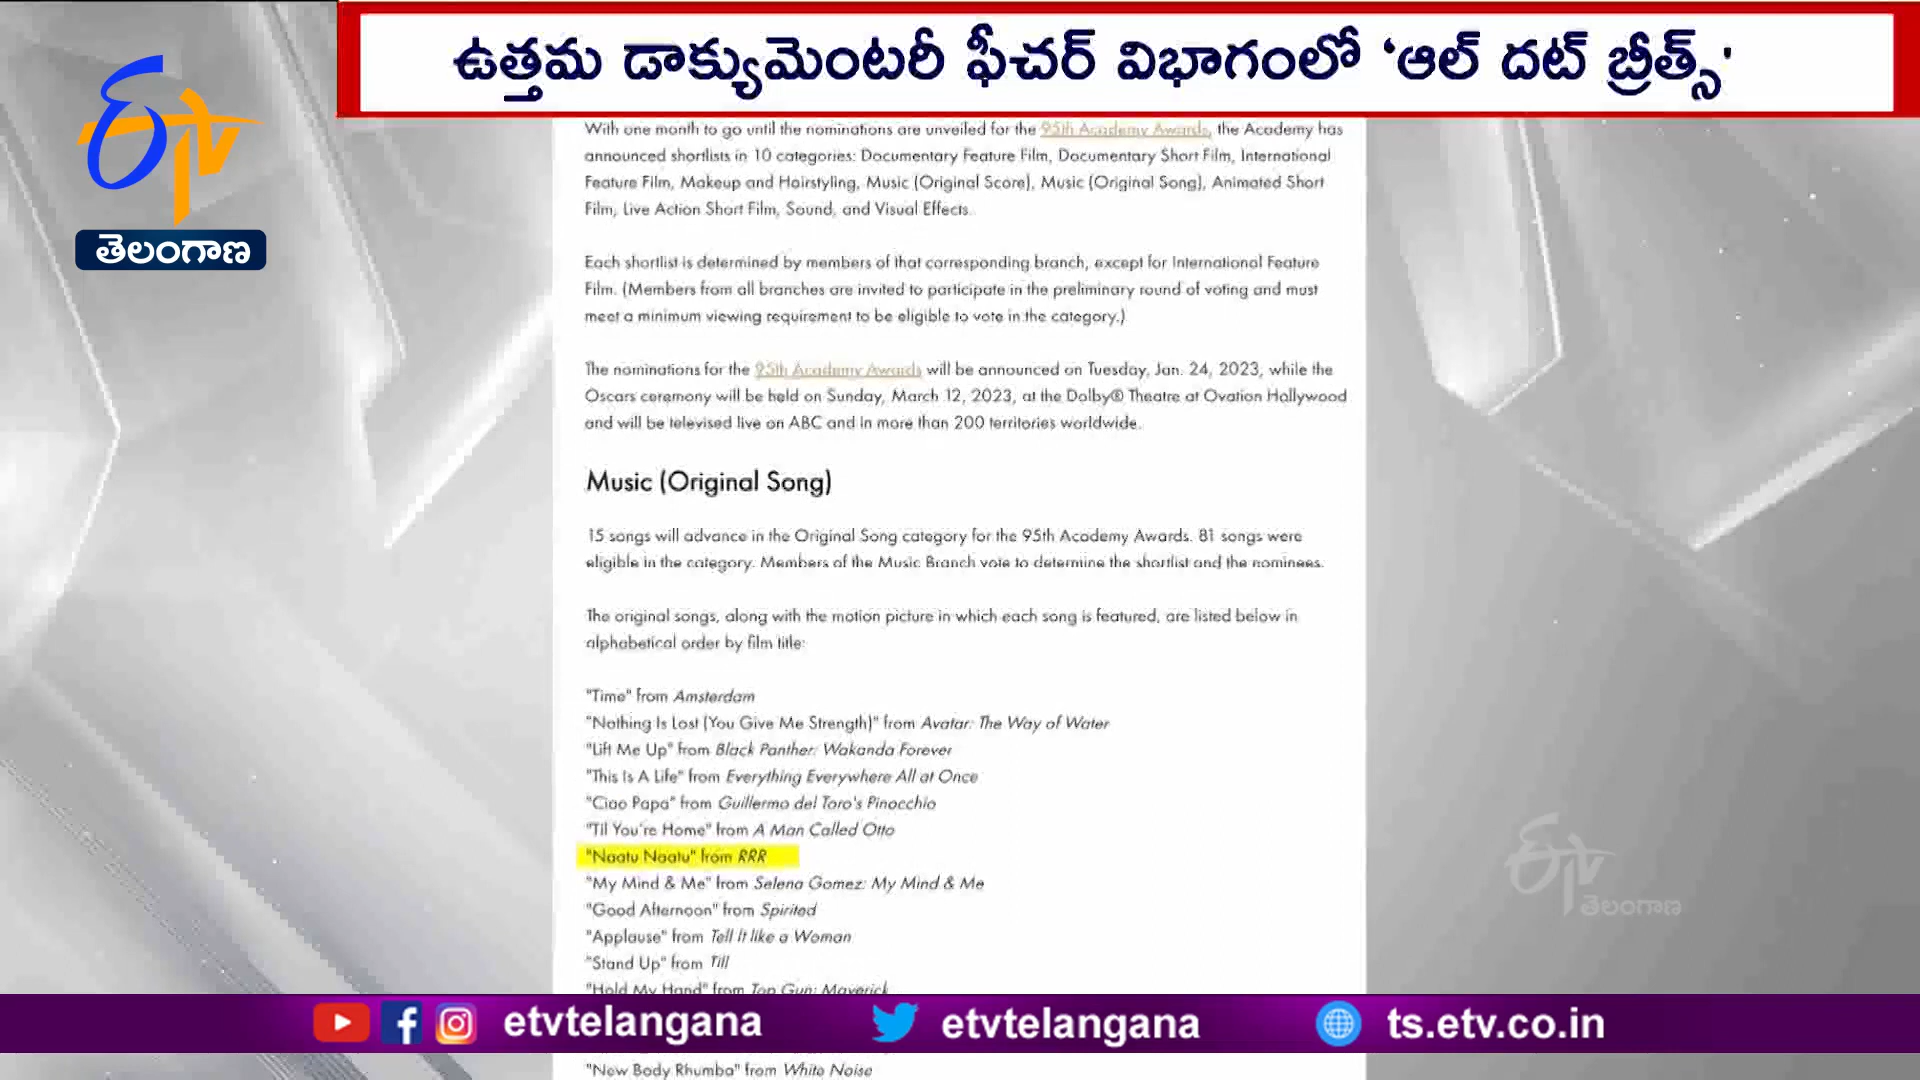 ఉత్తమ డాక్యుమెంటరీ ఫీచర్ విభాగంలో 'ఆల్ దట్ బ్రీత్స్'
ETV
తెలంగాణ
With one month to go until the nominations are unveiled for the 95th Academy Awards, the Academy has
announced shortlists in 10 categories: Documentary Feature Film, Documentary Short Film, International
Feature Film, Makeup and Hairstyling, Music (Original Score), Music (Original Song), Animated Short
Film, Live Action Short Film, Sound, and Visual Effects.
Each shortlist is determined by members of that corresponding branch, except for International Feature
Film. (Members from all branches are invited to participate in the preliminary round of voting and must
meet a minimum viewing requirement to be eligible to vote in the category.)
The nominations for the 95th Academy Awards will be announced on Tuesday, Jan. 24, 2023, while the
Oscars ceremony will be held on Sunday, March 12, 2023, at the Dolby® Theatre at Ovation Hollywood
and will be televised live on ABC and in more than 200 territories worldwide.
Music (Original Song)
15 songs will advance in the Original Song category for the 95th Academy Awards. 81 songs were
eligible in the category. Members of the Music Branch vote to determine the shortlist and the nominees.
The original songs, along with the motion picture in which each song is featured, are listed below in
alphabetical order by film title:
"Time" from Amsterdam
"Nothing Is Lost (You Give Me Strength)" from Avatar: The Way of Water
"Lift Me Up" from Black Panther: Wakanda Forever
"This Is A Life" from Everything Everywhere All at Once
"Ciao Papa" from Guillermo del Toro's Pinocchio
"Til You're Home" from A Man Called Otto
"Naatu Naatu" from RRR
"My Mind & Me" from Selena Gomez: My Mind & Me
"Good Afternoon" from Spirited
"Applause" from Tell It like a Woman
"Stand Up" from Till
"Hold My Hand" from Top Gun: Maverick
ETV
తెలంగాణ
etvtelangana
etvtelangana
ts.etv.co.in
"New Body Rhumba" from White Noise